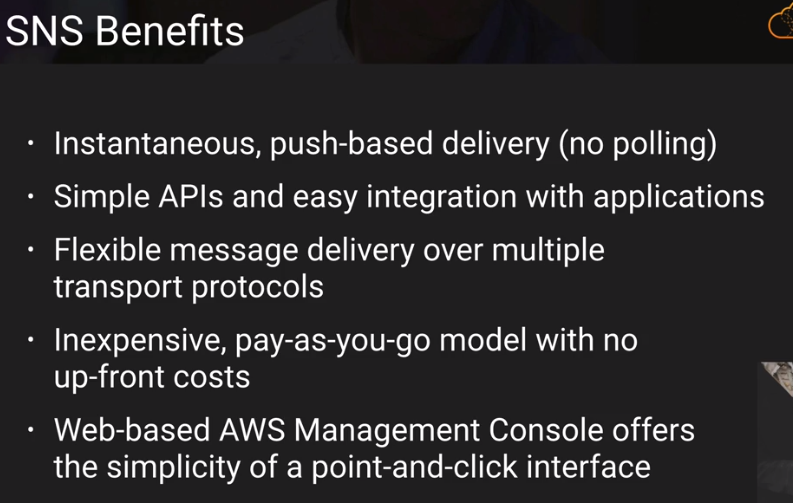 SNS Benefits
• Instantaneous, push-based delivery (no polling)
• Simple APIs and easy integration with applications
• Flexible message delivery over multiple
transport protocols
• Inexpensive, pay-as-you-go model with no
up-front costs
• Web-based AWS Management Console offers
the simplicity of a point-and-click interface